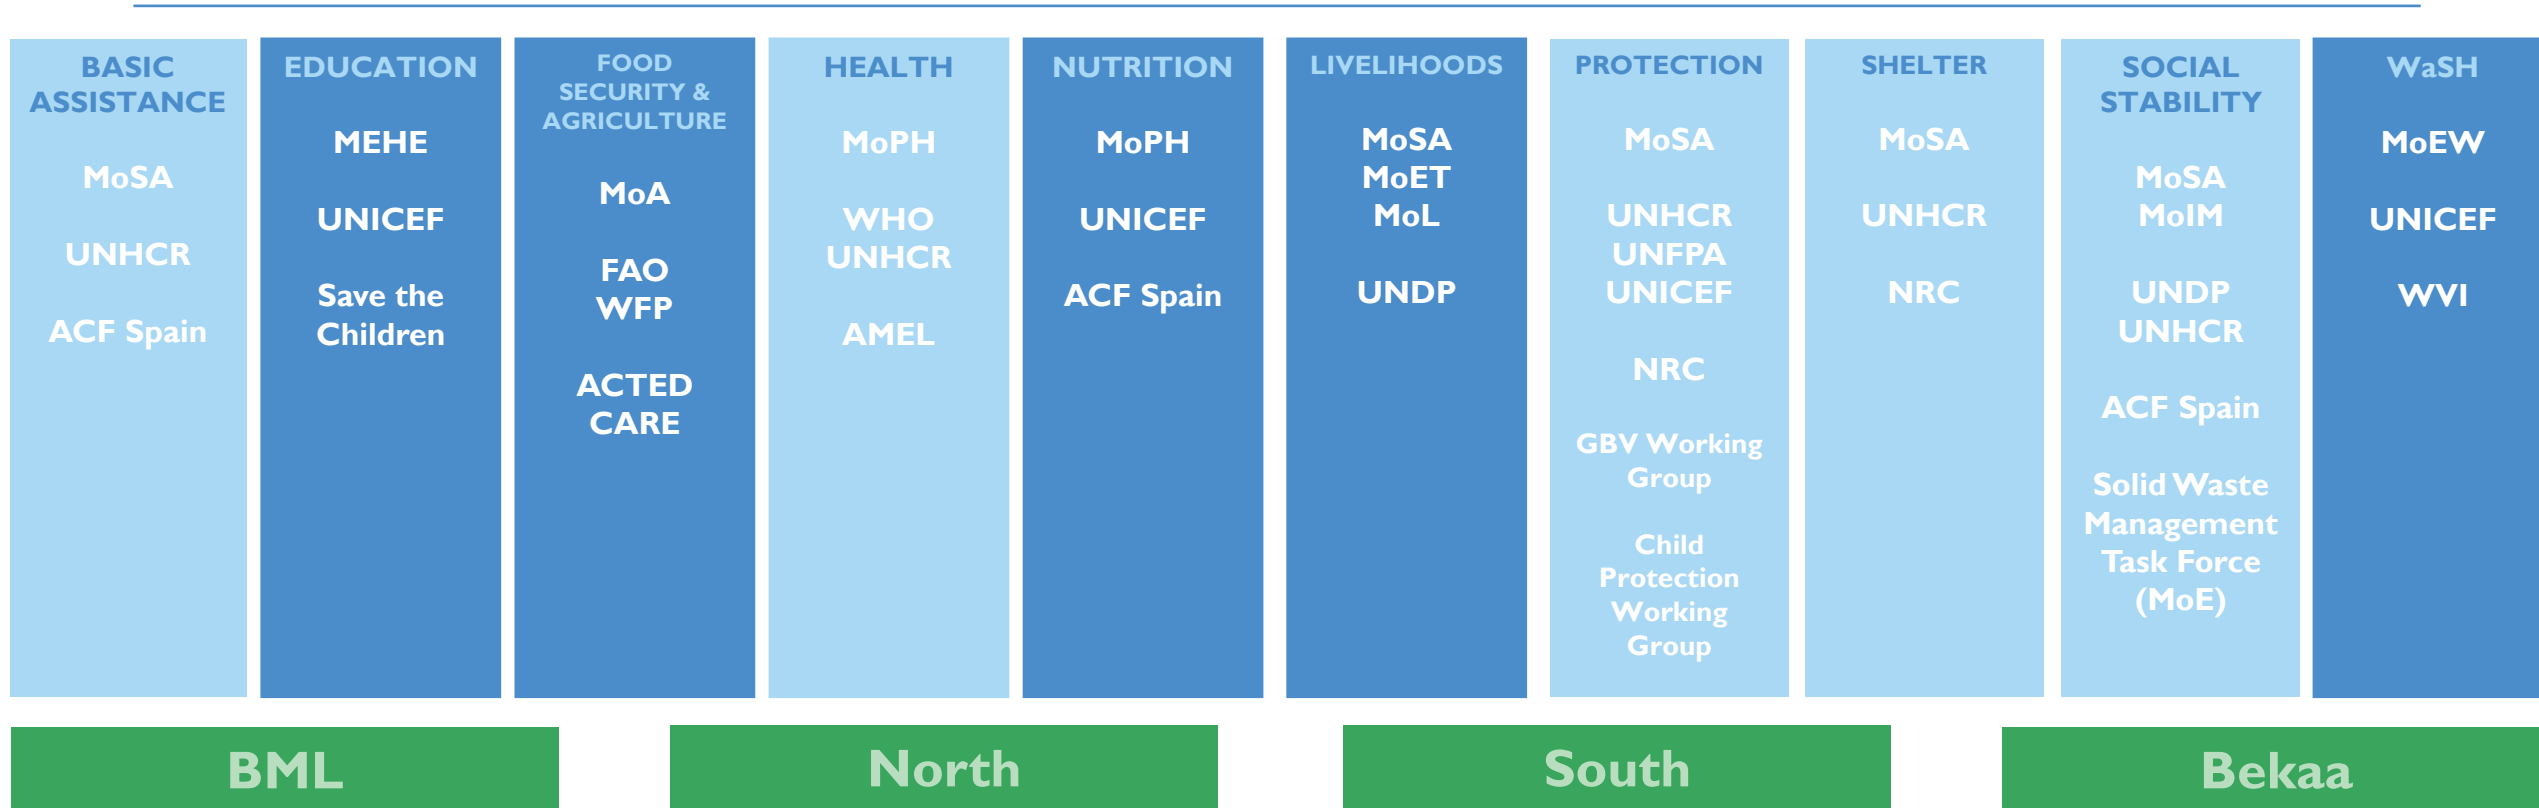 BASIC
ASSISTANCE
MoSA
UNHCR
ACF Spain
EDUCATION
MEHE
UNICEF
Save the
Children
FOOD
SECURITY &
AGRICULTURE
MoA
FAO
WFP
ACTED
CARE
HEALTH
MoPH
WHO
UNHCR
AMEL
NUTRITION
MoPH
UNICEF
ACF Spain
LIVELIHOODS
MoSA
MoET
MoL
UNDP
PROTECTION
MoSA
UNHCR
UNFPA
UNICEF
NRC
GBV Working
Group
Child
Protection
Working
Group
SHELTER
MoSA
UNHCR
NRC
SOCIAL
STABILITY
MoSA
MoIM
UNDP
UNHCR
ACF Spain
Solid Waste
Management
Task Force
(MoE)
WaSH
MoEW
UNICEF
WVI
BML
North
South
Bekaa